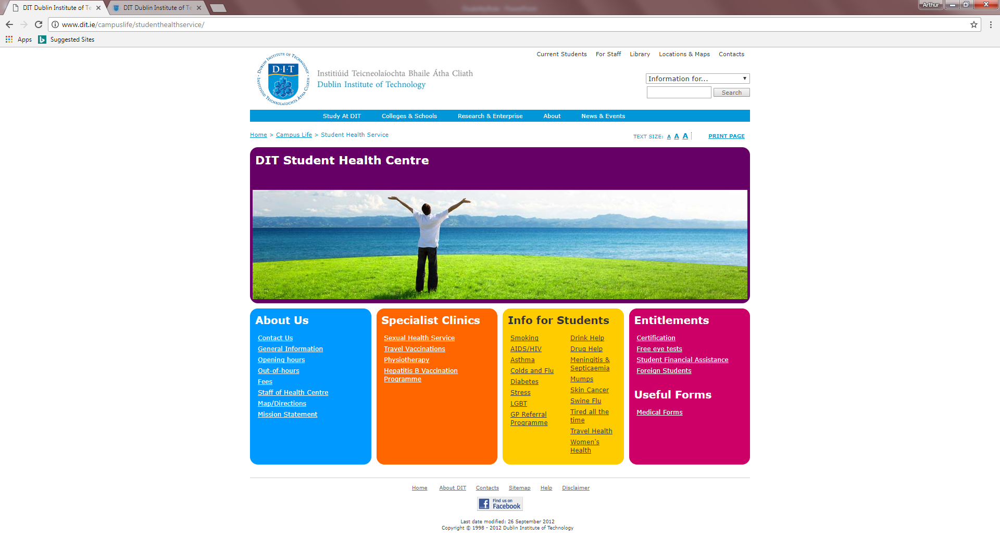 DIT Dublin Institute of Te
DIT Dublin Institute of Te
Arthur
www.dit.ie/campuslife/studenthealthservice/
Apps
Suggested Sites
Current Students For Staff Library Locations & Maps Contacts
DUBLIN INSTITUTE OF TECHNOLOGY
INSTITIÚID TEICNEOLAÍOCHTA ÁTHA CLIATH
D·I·T
Institiúid Teicneolaíochta Bhaile Átha Cliath
Dublin Institute of Technology
Information for...
Search
Study At DIT Colleges & Schools Research & Enterprise About News & Events
Home > Campus Life > Student Health Service
TEXT SIZE: A A A
PRINT PAGE
DIT Student Health Centre
About Us
Contact Us
General Information
Opening hours
Out-of-hours
Fees
Staff of Health Centre
Map/Directions
Mission Statement
Specialist Clinics
Sexual Health Service
Travel Vaccinations
Physiotherapy
Hepatitis B Vaccination
Programme
Info for Students
Smoking
AIDS/HIV
Asthma
Colds and Flu
Diabetes
Stress
LGBT
GP Referral
Programme
Drink Help
Drug Help
Meningitis &
Septicaemia
Mumps
Skin Cancer
Swine Flu
Tired all the
time
Travel Health
Women's
Health
Entitlements
Certification
Free eye tests
Student Financial Assistance
Foreign Students
Useful Forms
Medical Forms
Home About DIT Contacts Sitemap Help Disclaimer
Find us on
Facebook
Last date modified: 26 September 2012
Copyright © 1998 - 2012 Dublin Institute of Technology